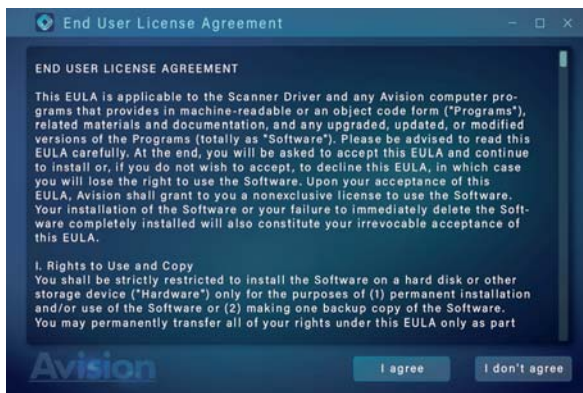 End User License Agreement
END USER LICENSE AGREEMENT
This EULA is applicable to the Scanner Driver and any Avision computer pro-
grams that provides in machine-readable or an object code form ("Programs"),
related materials and documentation, and any upgraded, updated, or modified
versions of the Programs (totally as "Software"). Please be advised to read this
EULA carefully. At the end, you will be asked to accept this EULA and continue
to install or, if you do not wish to accept, to decline this EULA, in which case
you will lose the right to use the Software. Upon your acceptance of this
EULA, Avision shall grant to you a nonexclusive license to use the Software.
Your installation of the Software or your failure to immediately delete the Soft-
ware completely installed will also constitute your irrevocable acceptance of
this EULA.
I. Rights to Use and Copy
You shall be strictly restricted to install the Software on a hard disk or other
storage device ("Hardware") only for the purposes of (1) permanent installation
and/or use of the Software or (2) making one backup copy of the Software.
You may permanently transfer all of your rights under this EULA only as part
Avision
I agree
I don't agree